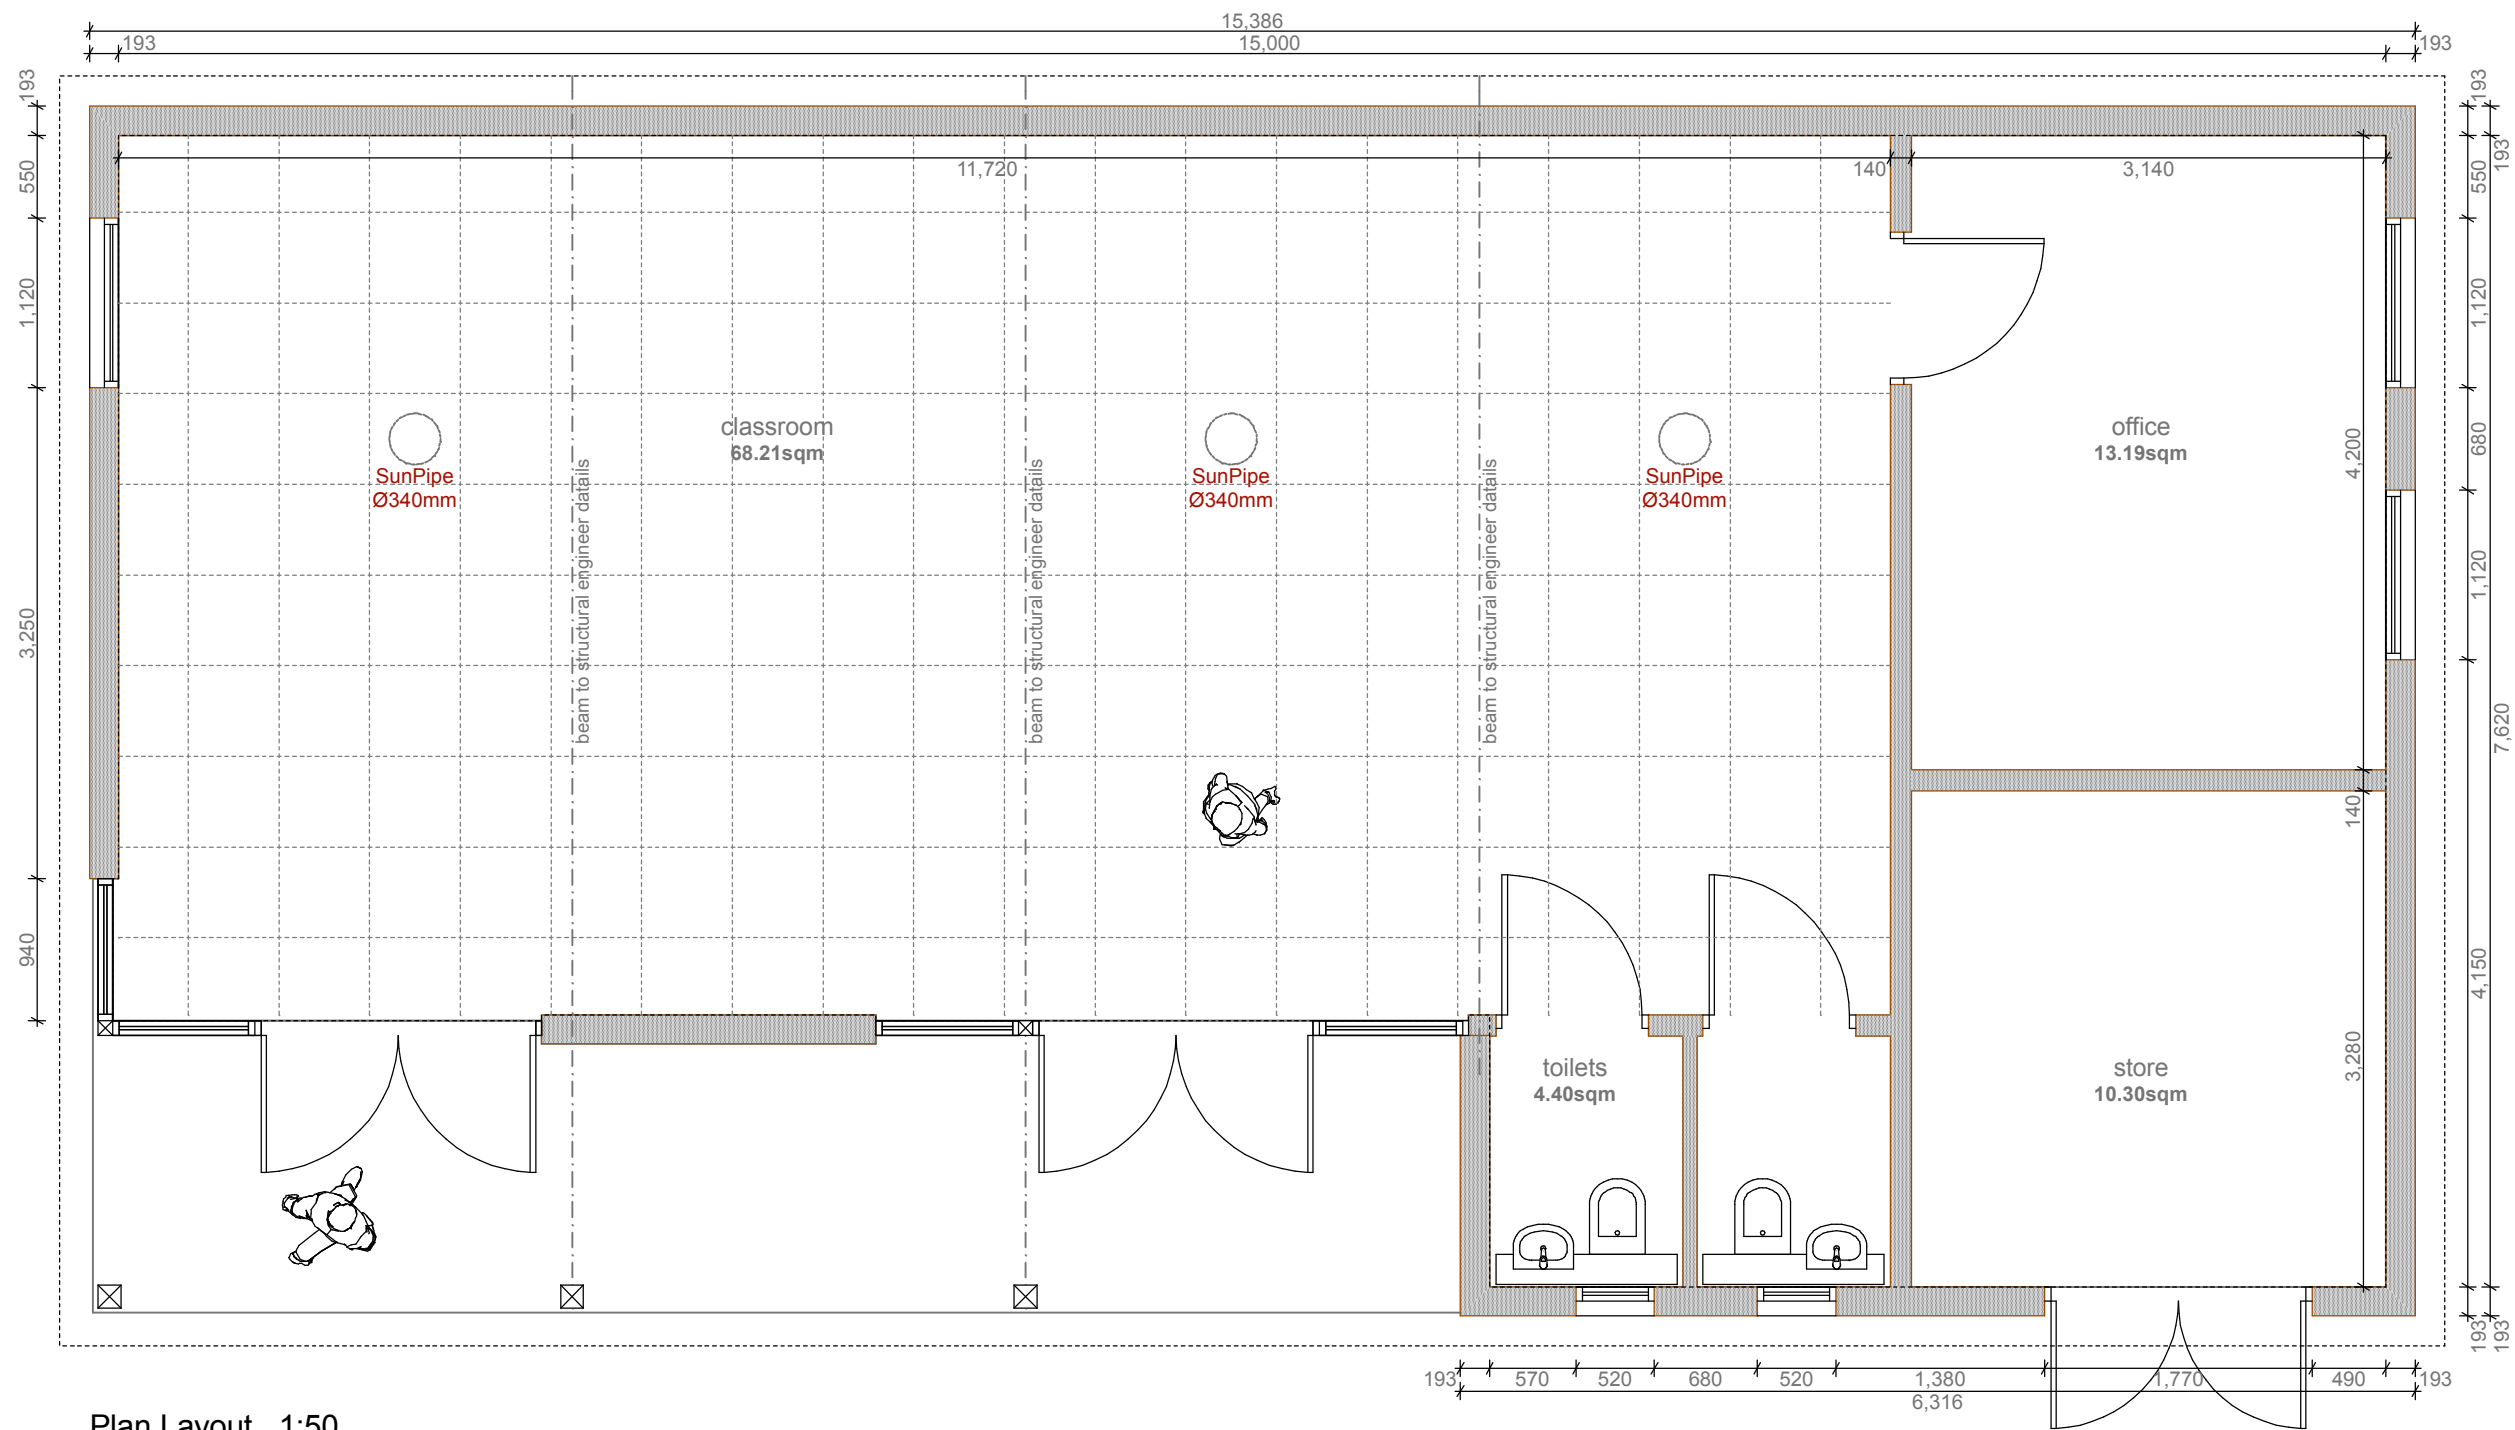 15,386
193
15,000
193
193
550
1,120
3,250
940
193
550
1,120
680
1,120
4,150
193
193
7,620
193
11,720
140
3,140
classroom
68.21sqm
office
13.19sqm
4,200
SunPipe
Ø340mm
SunPipe
Ø340mm
SunPipe
Ø340mm
beam to structural engineer datails
beam to structural engineer datails
beam to structural engineer datails
140
toilets
4.40sqm
store
10.30sqm
3,280
193
570
520
680
520
1,380
1,770
490
193
6,316
Plan Layout 1:50